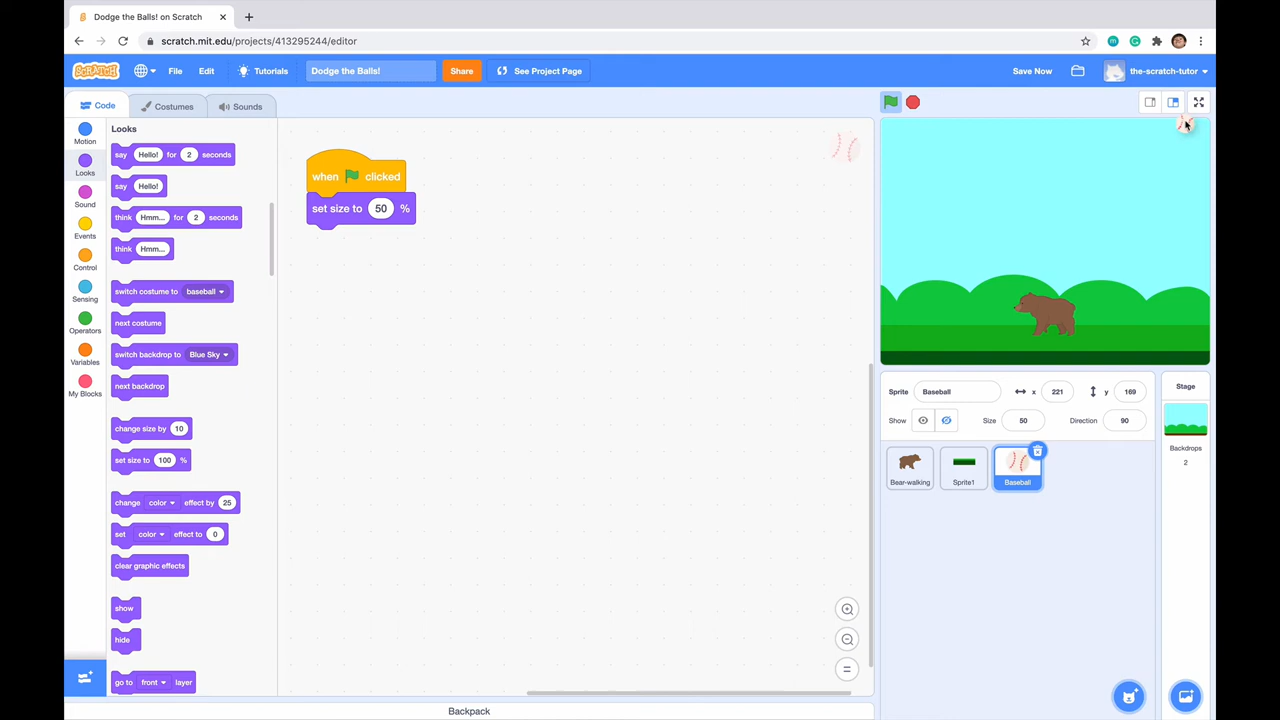 Dodge the Balls! on Scratch
scratch.mit.edu/projects/413295244/editor
SCRATCH File Edit Tutorials Dodge the Balls! Share See Project Page Save Now the-scratch-tutor
Code Costumes Sounds
Motion
Looks
Sound
Events
Control
Sensing
Operators
Variables
My Blocks
Looks
say Hello! for 2 seconds
say Hello!
think Hmm... for 2 seconds
think Hmm...
switch costume to baseball
next costume
switch backdrop to Blue Sky
next backdrop
change size by 10
set size to 100 %
change color effect by 25
set color effect to 0
clear graphic effects
show
hide
go to front layer
when clicked
set size to 50 %
Sprite Baseball x 221 y 169
Show Size 50 Direction 90
Bear-walking Sprite1 Baseball
Stage
Backdrops
2
Backpack